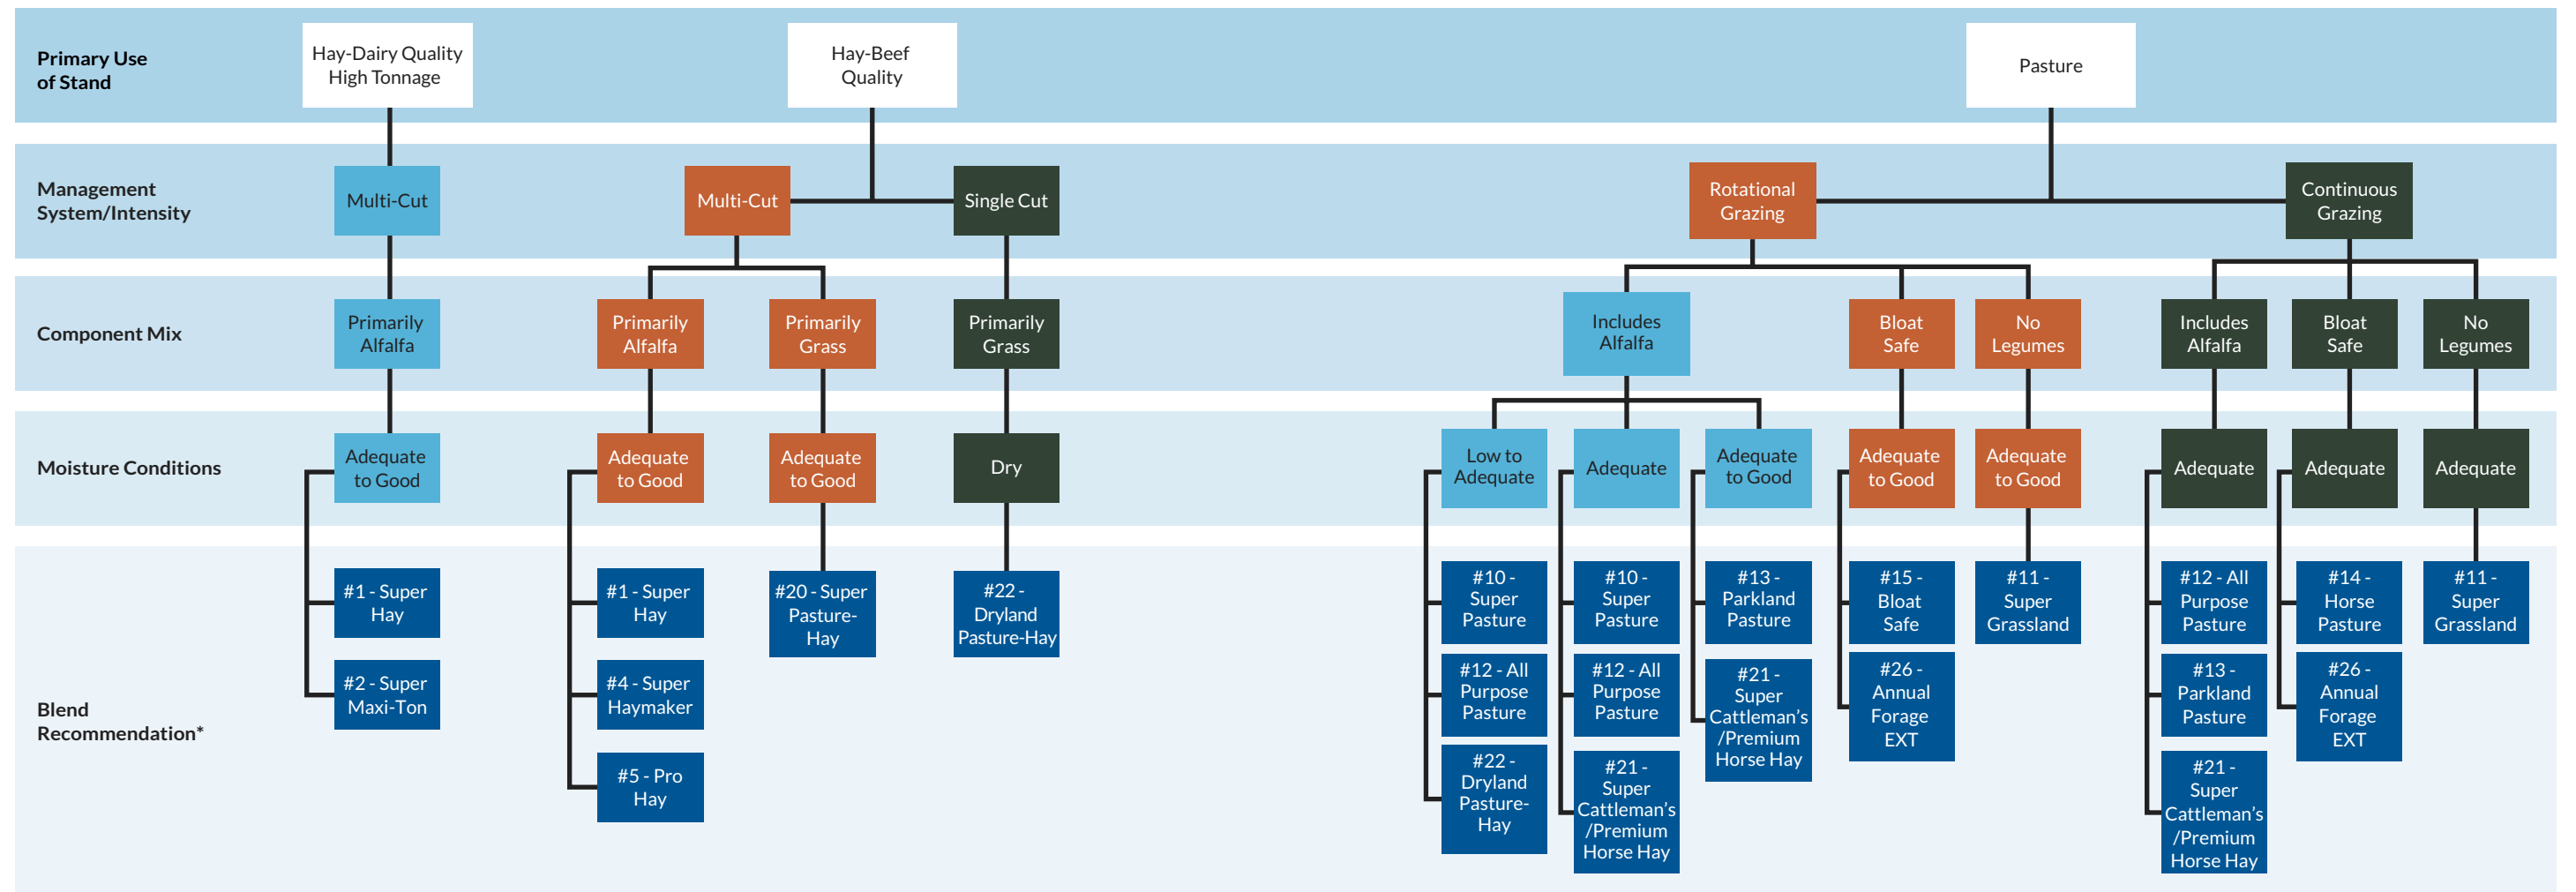 Primary Use
of Stand
Hay-Dairy Quality
High Tonnage
Hay-Beef
Quality
Pasture
Management
System/Intensity
Multi-Cut
Multi-Cut
Single Cut
Rotational
Grazing
Continuous
Grazing
Component Mix
Primarily
Alfalfa
Primarily
Alfalfa
Primarily
Grass
Primarily
Grass
Includes
Alfalfa
Bloat
Safe
No
Legumes
Includes
Alfalfa
Bloat
Safe
No
Legumes
Moisture Conditions
Adequate
to Good
Adequate
to Good
Adequate
to Good
Dry
Low to
Adequate
Adequate
Adequate
to Good
Adequate
to Good
Adequate
to Good
Adequate
Adequate
Adequate
Blend
Recommendation*
#1 - Super
Hay
#2 - Super
Maxi-Ton
#1 - Super
Hay
#4 - Super
Haymaker
#5 - Pro
Hay
#20 - Super
Pasture-
Hay
#22 -
Dryland
Pasture-Hay
#10 -
Super
Pasture
#12 - All
Purpose
Pasture
#22 -
Dryland
Pasture-
Hay
#10 -
Super
Pasture
#12 - All
Purpose
Pasture
#21 -
Super
Cattleman's
/Premium
Horse Hay
#13 -
Parkland
Pasture
#21 -
Super
Cattleman's
/Premium
Horse Hay
#15 -
Bloat
Safe
#26 -
Annual
Forage
EXT
#11 -
Super
Grassland
#12 - All
Purpose
Pasture
#13 -
Parkland
Pasture
#21 -
Super
Cattleman's
/Premium
Horse Hay
#14 -
Horse
Pasture
#26 -
Annual
Forage
EXT
#11 -
Super
Grassland